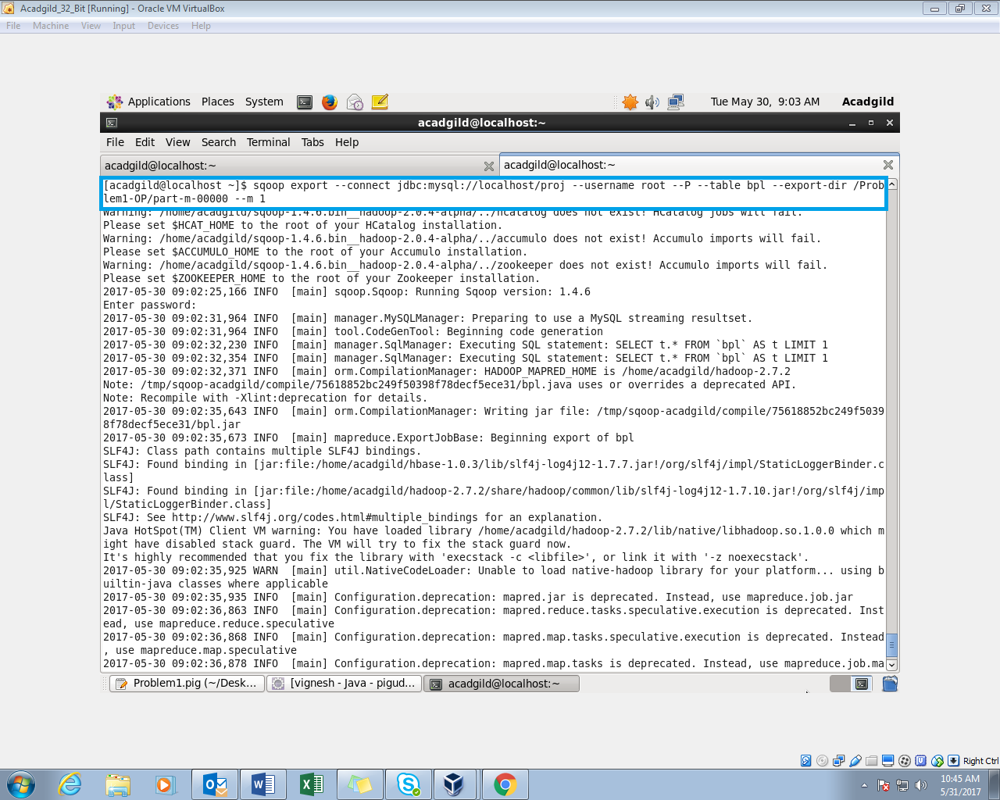 Acadgild_32_Bit [Running] - Oracle VM VirtualBox
File Machine View Input Devices Help
Applications Places System Tue May 30, 9:03 AM Acadgild
acadgild@localhost:~
File Edit View Search Terminal Tabs Help
acadgild@localhost:~ acadgild@localhost:~
[acadgild@localhost ~]$ sqoop export --connect jdbc:mysql://localhost/proj --username root --P --table bpl --export-dir /Prob
lem1-OP/part-m-00000 --m 1
Warning: /home/acadgild/sqoop-1.4.6.bin__hadoop-2.0.4-alpha/../hcatalog does not exist! HCatalog jobs will fail.
Please set $HCAT_HOME to the root of your HCatalog installation.
Warning: /home/acadgild/sqoop-1.4.6.bin__hadoop-2.0.4-alpha/../accumulo does not exist! Accumulo imports will fail.
Please set $ACCUMULO_HOME to the root of your Accumulo installation.
Warning: /home/acadgild/sqoop-1.4.6.bin__hadoop-2.0.4-alpha/../zookeeper does not exist! Accumulo imports will fail.
Please set $ZOOKEEPER_HOME to the root of your Zookeeper installation.
2017-05-30 09:02:25,166 INFO  [main] sqoop.Sqoop: Running Sqoop version: 1.4.6
Enter password:
2017-05-30 09:02:31,964 INFO  [main] manager.MySQLManager: Preparing to use a MySQL streaming resultset.
2017-05-30 09:02:31,964 INFO  [main] tool.CodeGenTool: Beginning code generation
2017-05-30 09:02:32,230 INFO  [main] manager.SqlManager: Executing SQL statement: SELECT t.* FROM `bpl` AS t LIMIT 1
2017-05-30 09:02:32,354 INFO  [main] manager.SqlManager: Executing SQL statement: SELECT t.* FROM `bpl` AS t LIMIT 1
2017-05-30 09:02:32,371 INFO  [main] orm.CompilationManager: HADOOP_MAPRED_HOME is /home/acadgild/hadoop-2.7.2
Note: /tmp/sqoop-acadgild/compile/75618852bc249f50398f78decf5ece31/bpl.java uses or overrides a deprecated API.
Note: Recompile with -Xlint:deprecation for details.
2017-05-30 09:02:35,643 INFO  [main] orm.CompilationManager: Writing jar file: /tmp/sqoop-acadgild/compile/75618852bc249f5039
8f78decf5ece31/bpl.jar
2017-05-30 09:02:35,673 INFO  [main] mapreduce.ExportJobBase: Beginning export of bpl
SLF4J: Class path contains multiple SLF4J bindings.
SLF4J: Found binding in [jar:file:/home/acadgild/hbase-1.0.3/lib/slf4j-log4j12-1.7.7.jar!/org/slf4j/impl/StaticLoggerBinder.c
lass]
SLF4J: Found binding in [jar:file:/home/acadgild/hadoop-2.7.2/share/hadoop/common/lib/slf4j-log4j12-1.7.10.jar!/org/slf4j/imp
l/StaticLoggerBinder.class]
SLF4J: See http://www.slf4j.org/codes.html#multiple_bindings for an explanation.
Java HotSpot(TM) Client VM warning: You have loaded library /home/acadgild/hadoop-2.7.2/lib/native/libhadoop.so.1.0.0 which m
ight have disabled stack guard. The VM will try to fix the stack guard now.
It's highly recommended that you fix the library with 'execstack -c <libfile>', or link it with '-z noexecstack'.
2017-05-30 09:02:35,925 WARN  [main] util.NativeCodeLoader: Unable to load native-hadoop library for your platform... using b
uiltin-java classes where applicable
2017-05-30 09:02:35,935 INFO  [main] Configuration.deprecation: mapred.jar is deprecated. Instead, use mapreduce.job.jar
2017-05-30 09:02:36,863 INFO  [main] Configuration.deprecation: mapred.reduce.tasks.speculative.execution is deprecated. Inst
ead, use mapreduce.reduce.speculative
2017-05-30 09:02:36,868 INFO  [main] Configuration.deprecation: mapred.map.tasks.speculative.execution is deprecated. Instead
, use mapreduce.map.speculative
2017-05-30 09:02:36,878 INFO  [main] Configuration.deprecation: mapred.map.tasks is deprecated. Instead, use mapreduce.job.ma
Problem1.pig (~/Desk... [vignesh - Java - pigud... acadgild@localhost:~
Right Ctrl
10:45 AM
5/31/2017